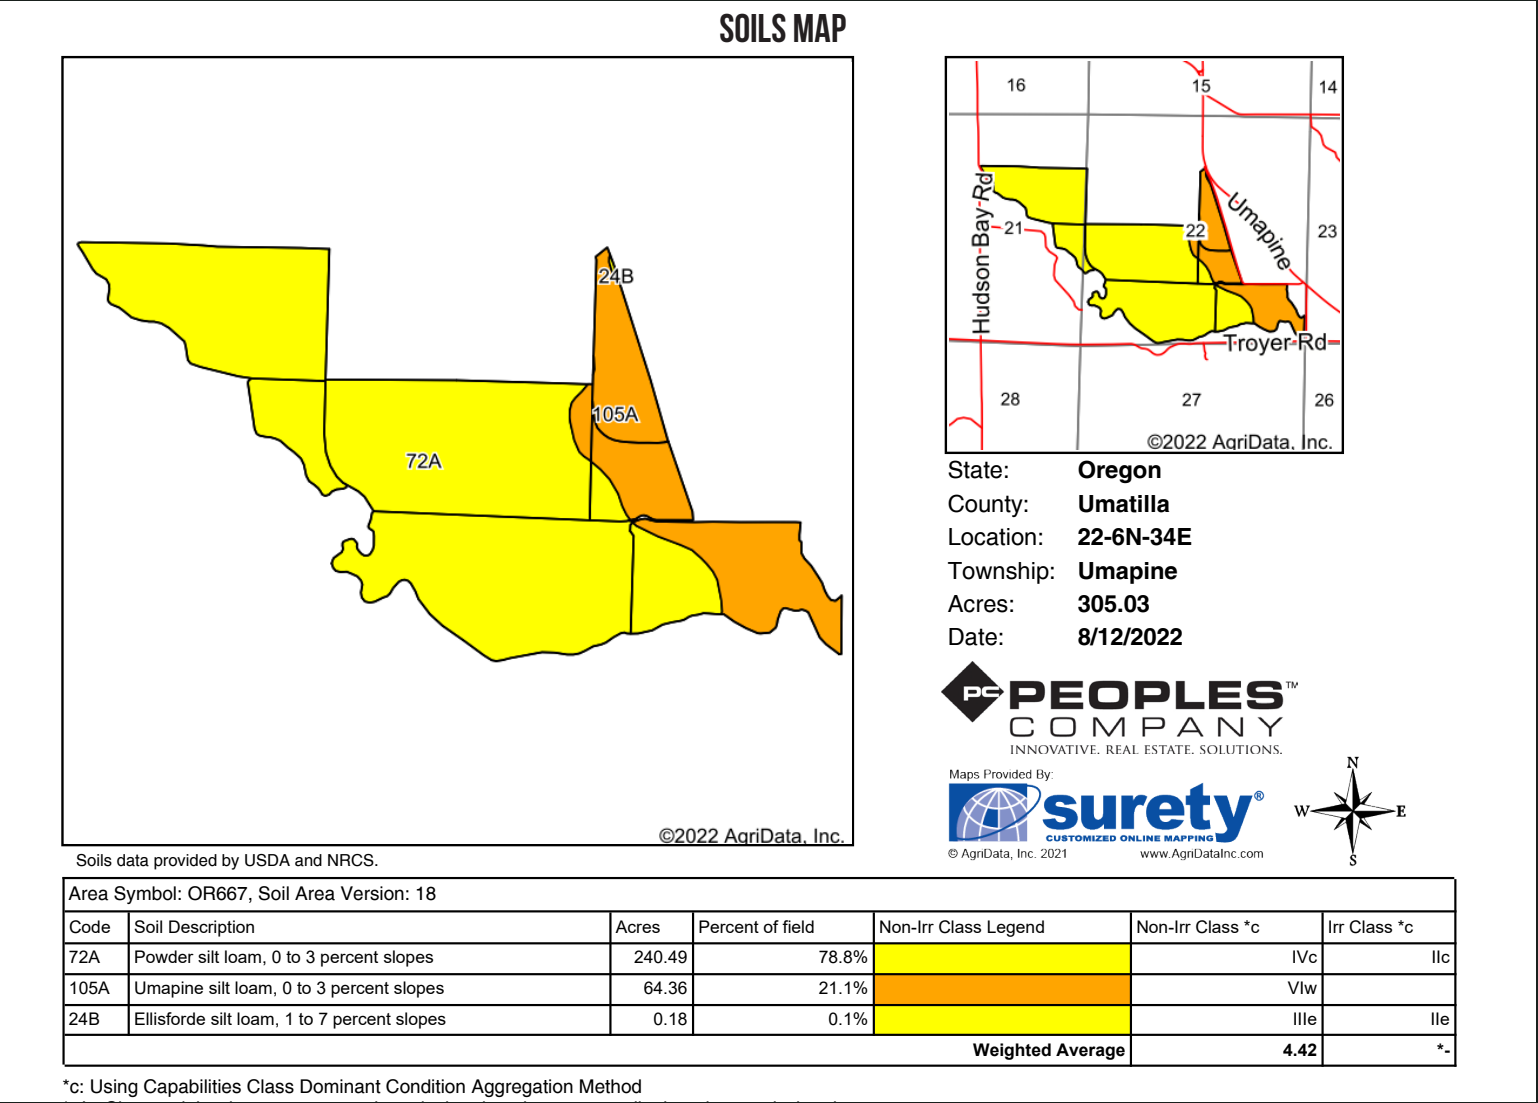 SOILS MAP
24B
105A
72A
©2022 AgriData, Inc.
Soils data provided by USDA and NRCS.
16
15
14
Hudson-Bay-Rd
21
22
Umapine
23
Troyer Rd
28
27
26
©2022 AgriData, Inc.
State: Oregon
County: Umatilla
Location: 22-6N-34E
Township: Umapine
Acres: 305.03
Date: 8/12/2022
PC PEOPLES™
COMPANY
INNOVATIVE. REAL ESTATE. SOLUTIONS.
Maps Provided By:
surety®
CUSTOMIZED ONLINE MAPPING
© AgriData, Inc. 2021 www.AgriDataInc.com
N
W E
S
Area Symbol: OR667, Soil Area Version: 18
Code Soil Description Acres Percent of field Non-Irr Class Legend Non-Irr Class *c Irr Class *c
72A Powder silt loam, 0 to 3 percent slopes 240.49 78.8% IVc IIc
105A Umapine silt loam, 0 to 3 percent slopes 64.36 21.1% VIw
24B Ellisforde silt loam, 1 to 7 percent slopes 0.18 0.1% IIIe IIe
Weighted Average 4.42 *-
*c: Using Capabilities Class Dominant Condition Aggregation Method